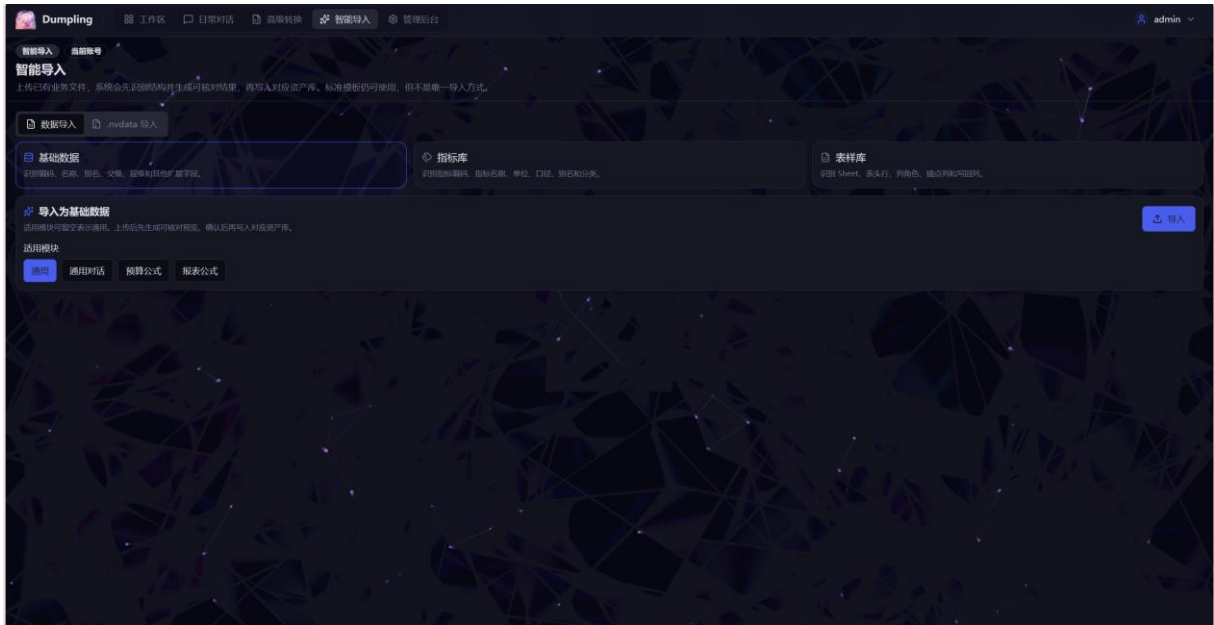 Dumpling 工作区 日常对话 高级转换 智能导入 管理后台 admin
智能导入 当前账号
智能导入
上传已有业务文件，系统会先识别结构并生成可核对结果，再写入对应资产库。标准模板仍可使用，但不是唯一导入方式。
数据导入 .nvdata 导入
基础数据 指标库 表样库
识别编码、名称、别名、父级、层级和其他扩展字段。 识别指标编码、指标名称、单位、口径、别名和分类。 识别 Sheet、表头行、列角色、锚点列和写回列。
导入为基础数据 导入
适用模块可留空表示通用，上传后先生成可核对预览，确认后再写入对应资产库。
适用模块
通用 通用对话 预算公式 报表公式